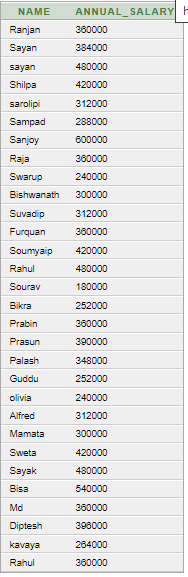 NAME ANNUAL_SALARY h
Ranjan 360000
Sayan 384000
sayan 480000
Shilpa 420000
sarolipi 312000
Sampad 288000
Sanjoy 600000
Raja 360000
Swarup 240000
Bishwanath 300000
Suvadip 312000
Furquan 360000
Soumyaip 420000
Rahul 480000
Sourav 180000
Bikra 252000
Prabin 360000
Prasun 390000
Palash 348000
Guddu 252000
olivia 240000
Alfred 312000
Mamata 300000
Sweta 420000
Sayak 480000
Bisa 540000
Md 360000
Diptesh 396000
kavaya 264000
Rahul 360000